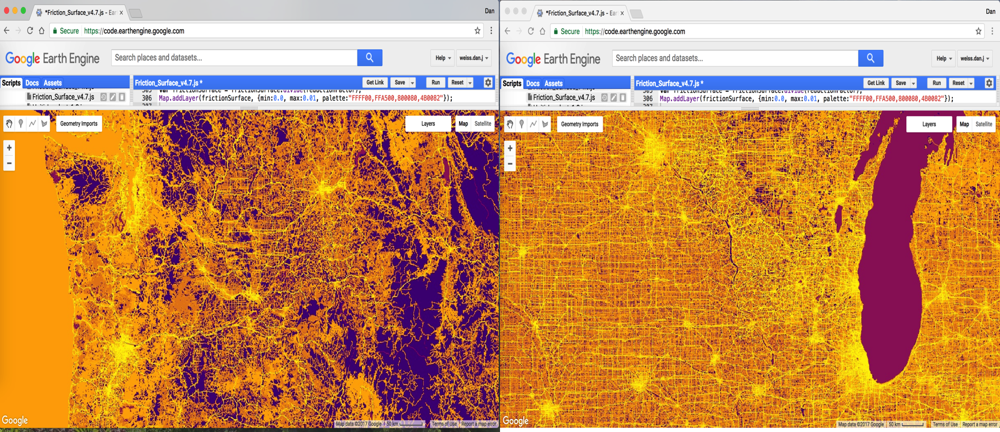 *Friction_Surface_v4.7.js - Ear
Dan
Secure https://code.earthengine.google.com
Google Earth Engine
Search places and datasets...
Help
weiss.dan.j
Scripts Docs Assets
Friction_Surface_v4.7.js *
Get Link Save Run Reset
Friction_Surface_v4.7.js
305 var frictionSurface = frictionSurface.divide(reductionFactor);
306 Map.addLayer(frictionSurface, {min:0.0, max:0.01, palette:"FFFF00,FFA500,800080,4B0082"});
307
Geometry Imports
Layers
Map Satellite
+
−
Google
Map data ©2017 Google 50 km Terms of Use Report a map error
*Friction_Surface_v4.7.js - Ear
Dan
Secure https://code.earthengine.google.com
Google Earth Engine
Search places and datasets...
Help
weiss.dan.j
Scripts Docs Assets
Friction_Surface_v4.7.js *
Get Link Save Run Reset
Friction_Surface_v4.7.js
305 var frictionSurface = frictionSurface.divide(reductionFactor);
306 Map.addLayer(frictionSurface, {min:0.0, max:0.01, palette:"FFFF00,FFA500,800080,4B0082"});
307
Geometry Imports
Layers
Map Satellite
+
−
Google
Map data ©2017 Google 50 km Terms of Use Report a map error